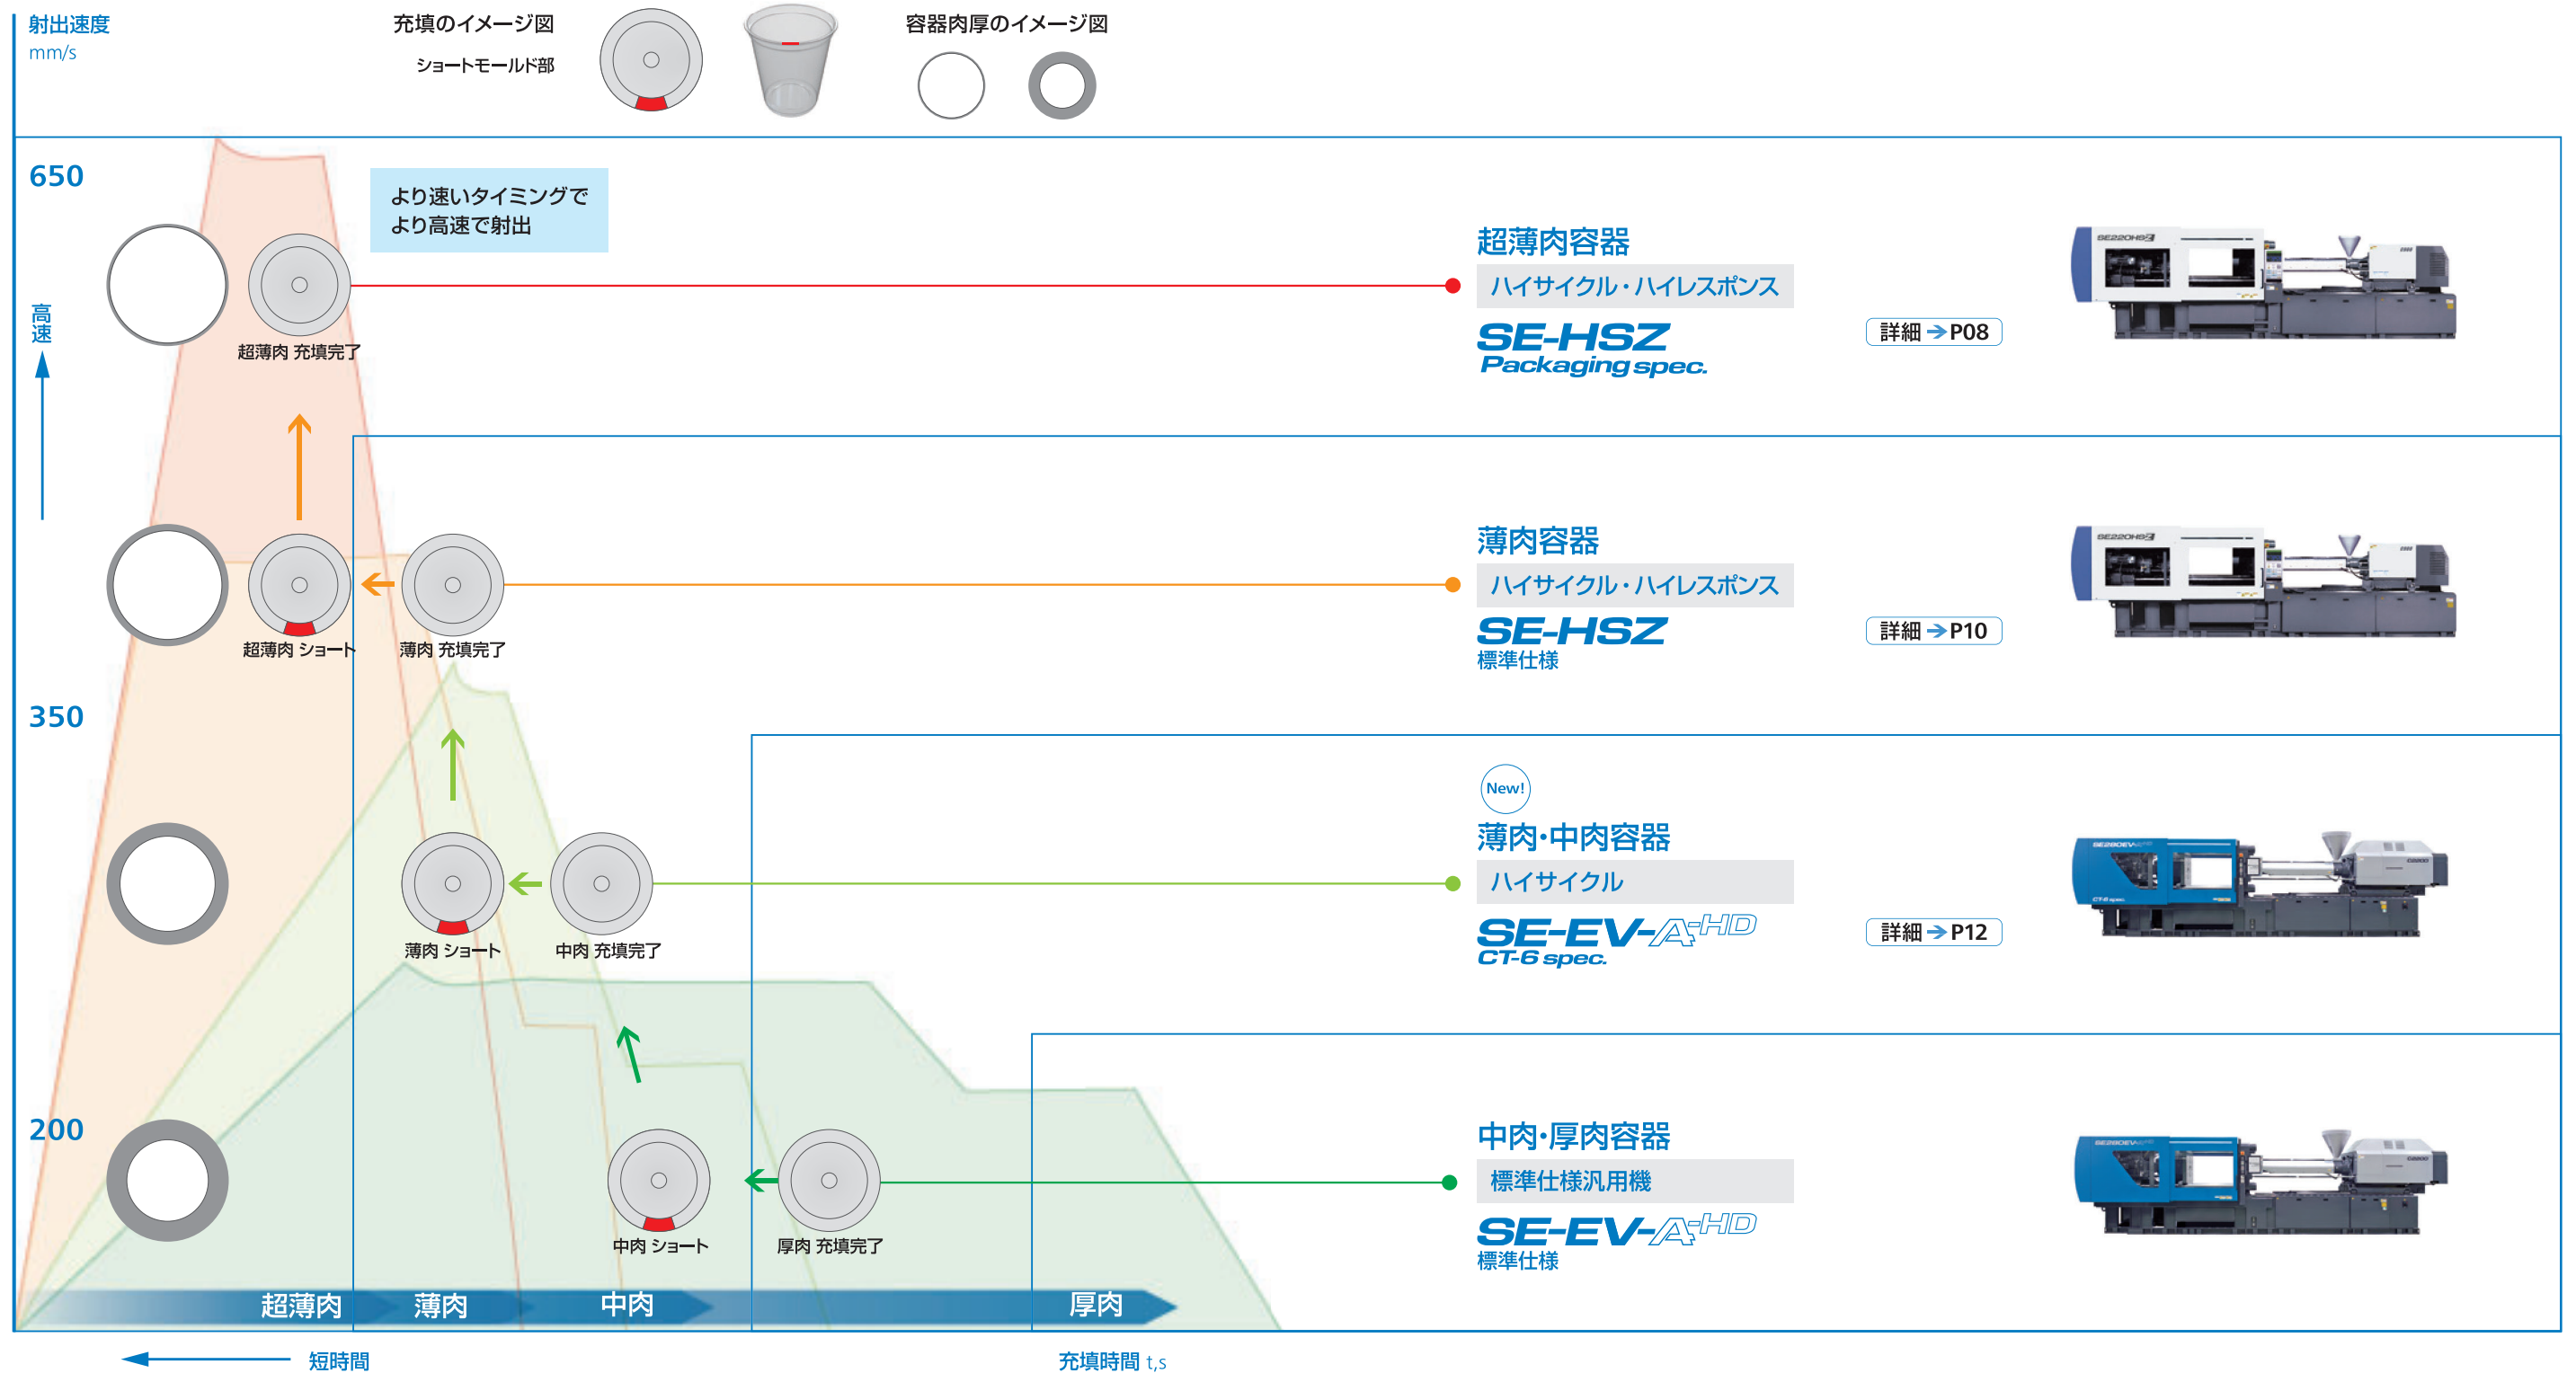 射出速度
mm/s
充填のイメージ図
ショートモールド部
容器肉厚のイメージ図
650
より速いタイミングで
より高速で射出
高速
超薄肉 充填完了
超薄肉容器
ハイサイクル・ハイレスポンス
SE-HSZ
Packaging spec.
詳細 → P08
SE220HSZ
超薄肉 ショート
薄肉 充填完了
薄肉容器
ハイサイクル・ハイレスポンス
SE-HSZ
標準仕様
詳細 → P10
SE220HSZ
350
薄肉 ショート
中肉 充填完了
New!
薄肉・中肉容器
ハイサイクル
SE-EV-A-HD
CT-6 spec.
詳細 → P12
SE280EV-A-HD
CT-6 spec.
200
中肉 ショート
厚肉 充填完了
中肉・厚肉容器
標準仕様汎用機
SE-EV-A-HD
標準仕様
SE280EV-A-HD
超薄肉
薄肉
中肉
厚肉
短時間
充填時間 t,s